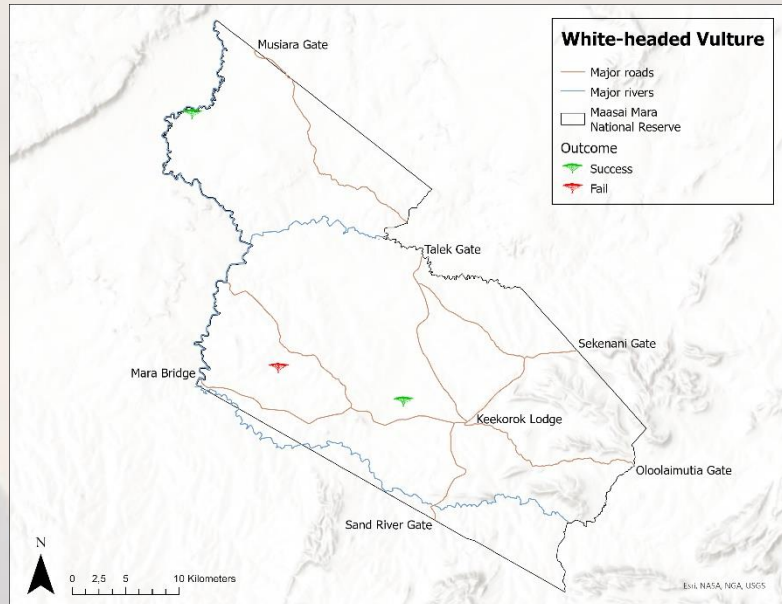 White-headed Vulture
Major roads
Major rivers
Maasai Mara
National Reserve
Outcome
Success
Fail
Musiara Gate
Talek Gate
Sekenani Gate
Mara Bridge
Keekorok Lodge
Oloolaimutia Gate
Sand River Gate
N
0 2,5 5 10 Kilometers
Esri, NASA, NGA, USGS